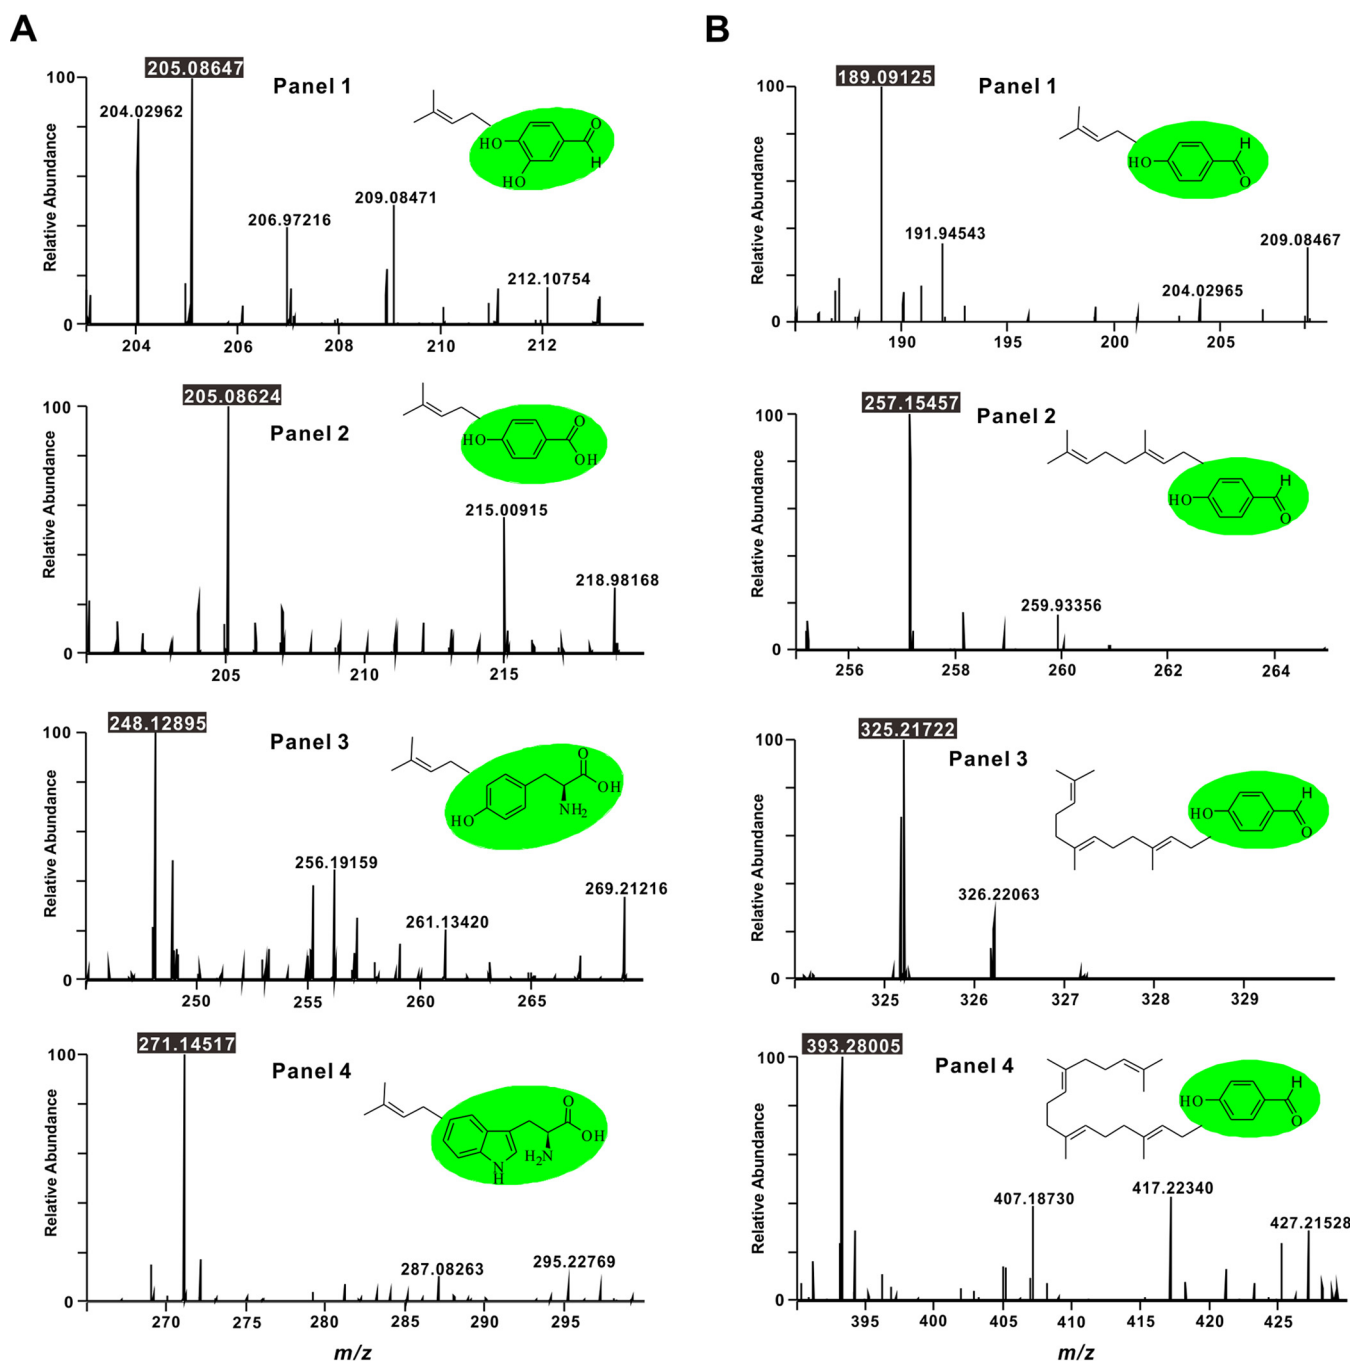 A
Panel 1
Relative Abundance
100
0
205.08647
204.02962
206.97216
209.08471
212.10754
HO
HO
O
H
204
206
208
210
212
Panel 2
Relative Abundance
100
0
205.08624
215.00915
218.98168
HO
O
OH
205
210
215
Panel 3
Relative Abundance
100
0
248.12895
256.19159
261.13420
269.21216
HO
O
OH
NH2
250
255
260
265
Panel 4
Relative Abundance
100
0
271.14517
287.08263
295.22769
O
OH
H2N
N
H
270
275
280
285
290
295
m/z
B
Panel 1
Relative Abundance
100
0
189.09125
191.94543
204.02965
209.08467
HO
H
O
190
195
200
205
Panel 2
Relative Abundance
100
0
257.15457
259.93356
HO
H
O
256
258
260
262
264
Panel 3
Relative Abundance
100
0
325.21722
326.22063
HO
H
O
325
326
327
328
329
Panel 4
Relative Abundance
100
0
393.28005
407.18730
417.22340
427.21528
HO
H
O
395
400
405
410
415
420
425
m/z